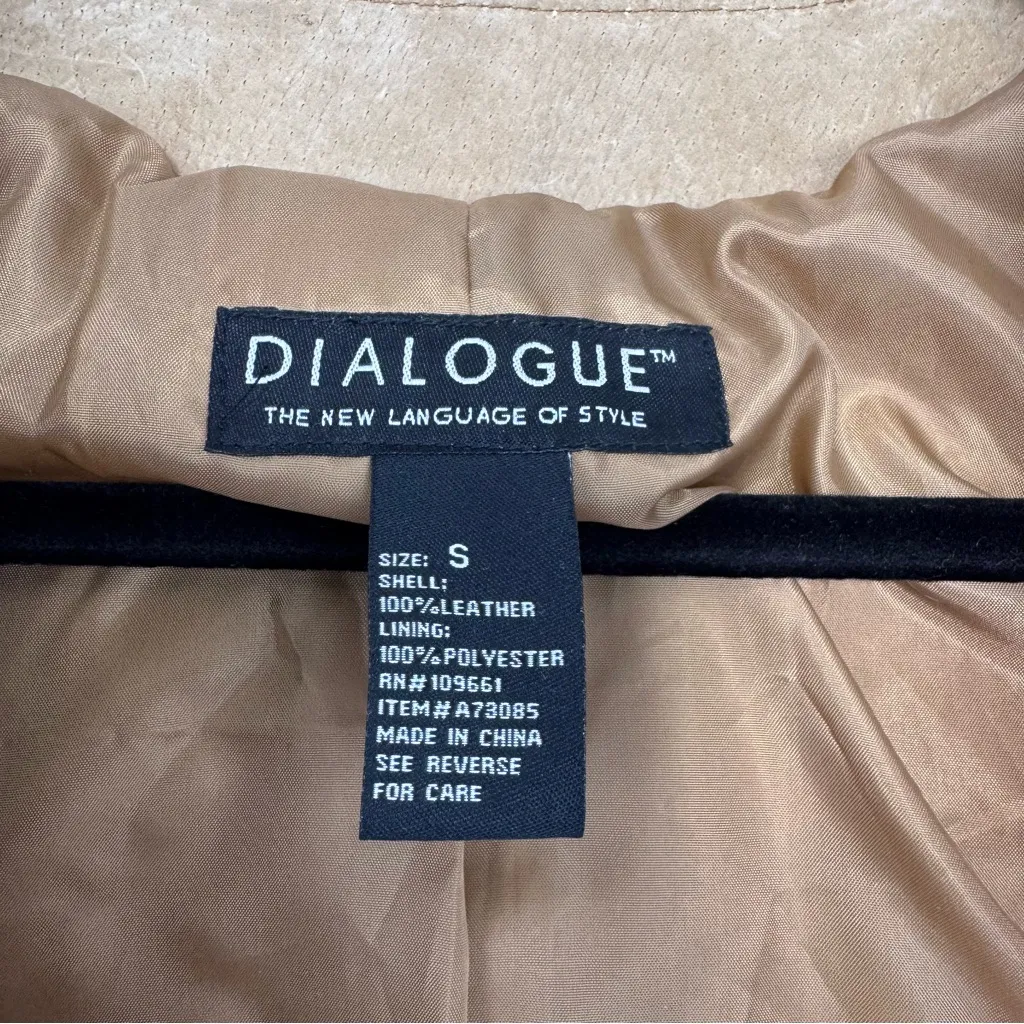 DIALOGUE™
THE NEW LANGUAGE OF STYLE
SIZE: S
SHELL:
100%LEATHER
LINING:
100%POLYESTER
RN#109661
ITEM#A73085
MADE IN CHINA
SEE REVERSE
FOR CARE